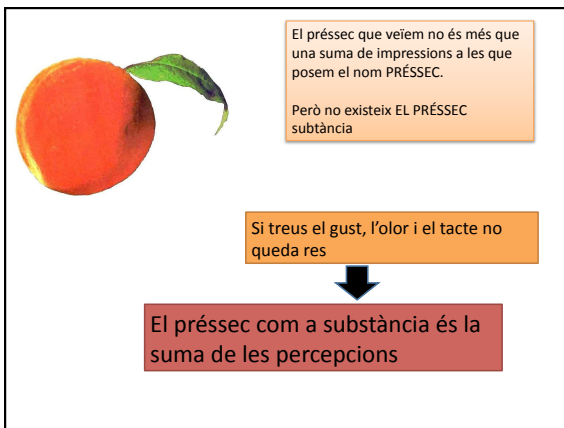 El préssec que veïem no és més que
una suma de impressions a les que
posem el nom PRÉSSEC.
Però no existeix EL PRÉSSEC
subtància
Si treus el gust, l’olor i el tacte no
queda res
El préssec com a substància és la
suma de les percepcions